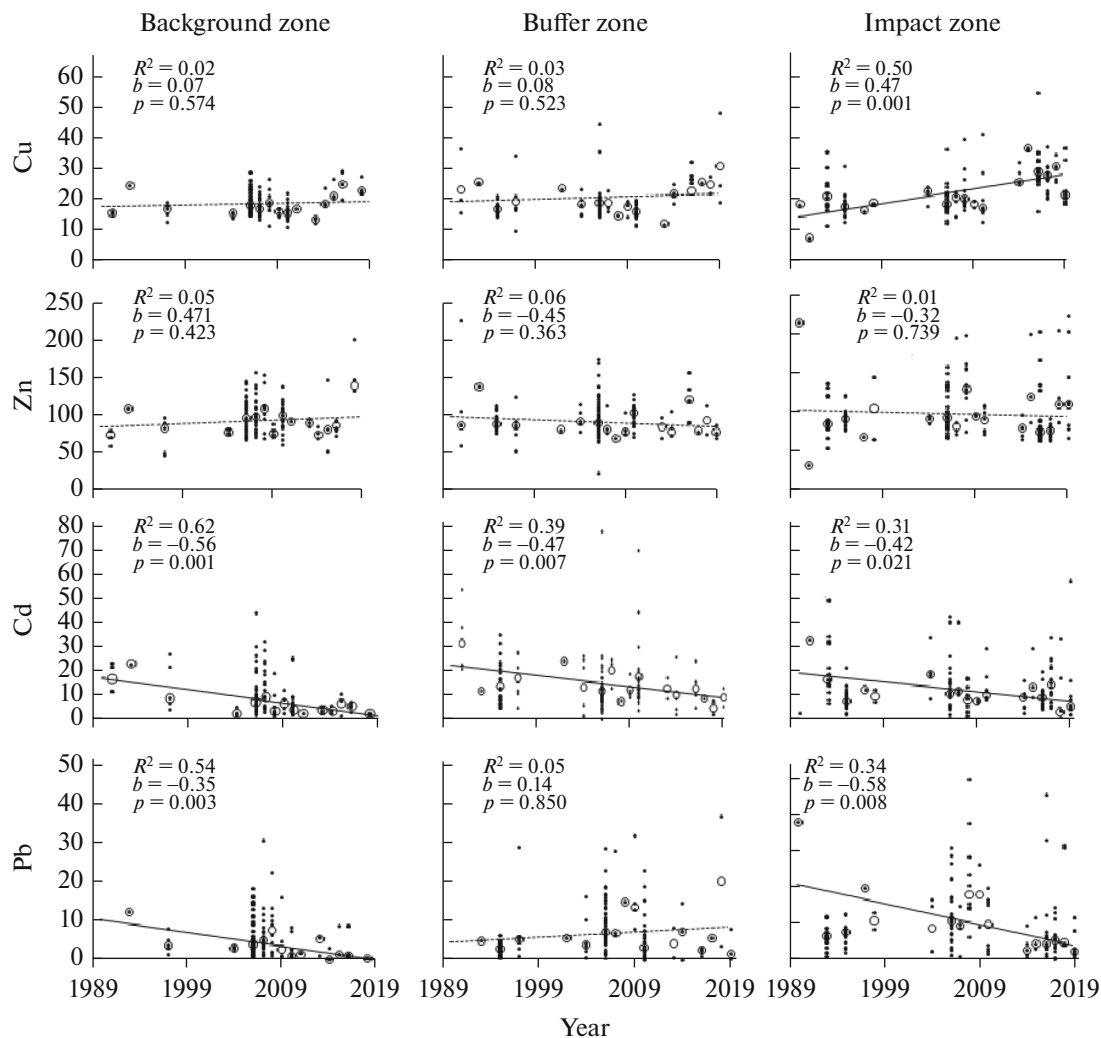 Background zone
Buffer zone
Impact zone
Cu
60
50
40
30
20
10
0
R² = 0.02
b = 0.07
p = 0.574
R² = 0.03
b = 0.08
p = 0.523
R² = 0.50
b = 0.47
p = 0.001
Zn
250
200
150
100
50
0
R² = 0.05
b = 0.471
p = 0.423
R² = 0.06
b = –0.45
p = 0.363
R² = 0.01
b = –0.32
p = 0.739
Cd
80
70
60
50
40
30
20
10
0
R² = 0.62
b = –0.56
p = 0.001
R² = 0.39
b = –0.47
p = 0.007
R² = 0.31
b = –0.42
p = 0.021
Pb
50
40
30
20
10
0
R² = 0.54
b = –0.35
p = 0.003
R² = 0.05
b = 0.14
p = 0.850
R² = 0.34
b = –0.58
p = 0.008
1989 1999 2009 2019
1989 1999 2009 2019
1989 1999 2009 2019
Year